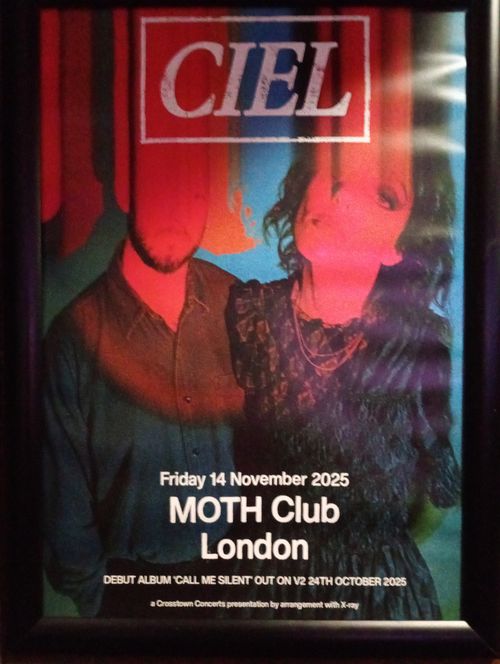 CIEL
Friday 14 November 2025
MOTH Club
London
DEBUT ALBUM 'CALL ME SILENT' OUT ON V2 24TH OCTOBER 2025
a Crosstown Concerts presentation by arrangement with X-ray